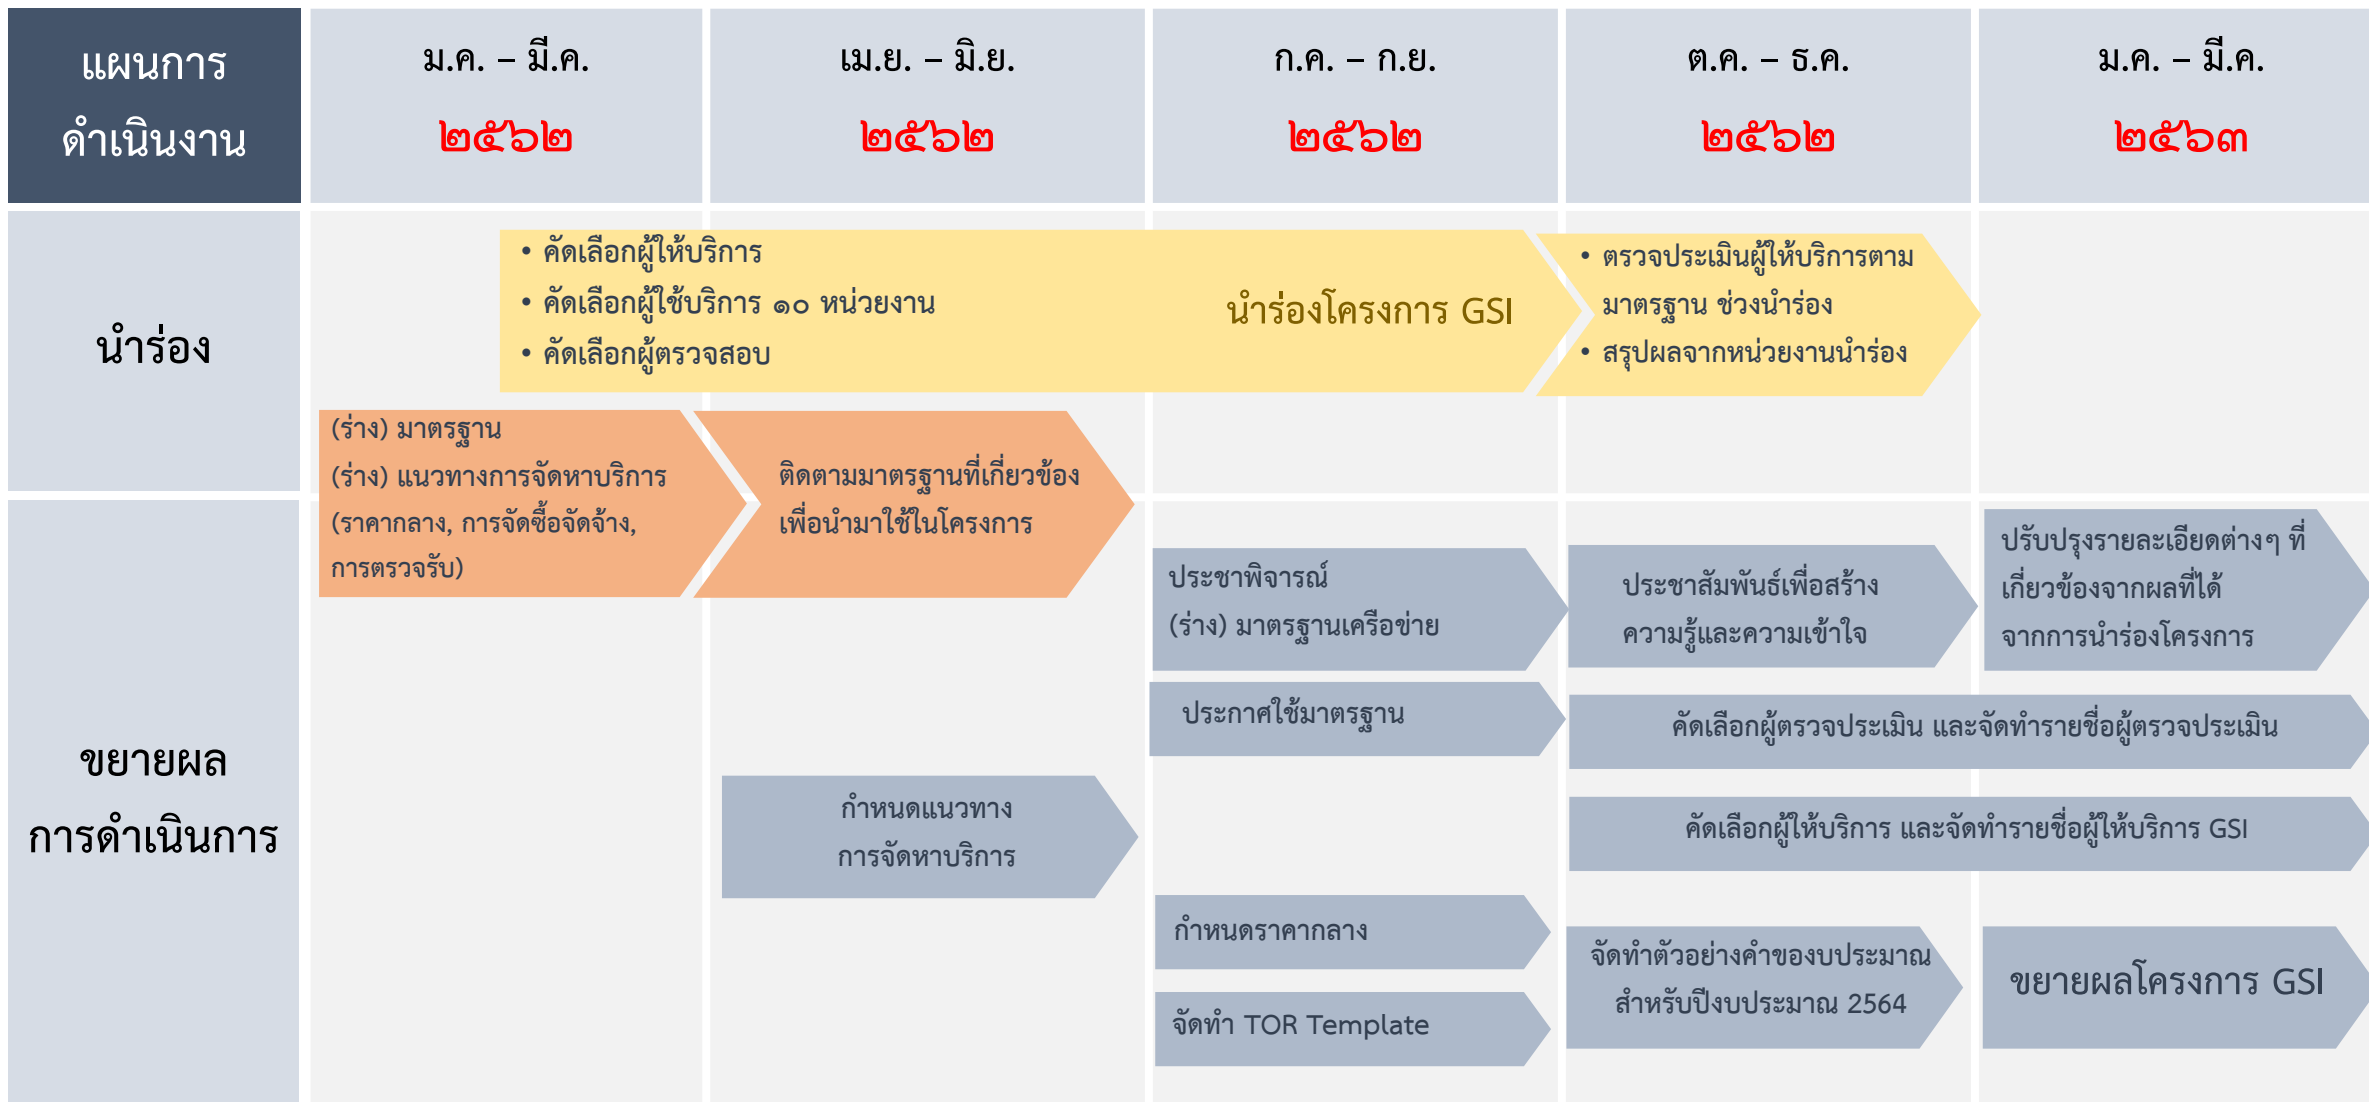 แผนการ
ดำเนินงาน
ม.ค. – มี.ค.
๒๕๖๒
เม.ย. – มิ.ย.
๒๕๖๒
ก.ค. – ก.ย.
๒๕๖๒
ต.ค. – ธ.ค.
๒๕๖๒
ม.ค. – มี.ค.
๒๕๖๓
นำร่อง
• คัดเลือกผู้ให้บริการ
• คัดเลือกผู้ใช้บริการ ๑๐ หน่วยงาน
• คัดเลือกผู้ตรวจสอบ
นำร่องโครงการ GSI
• ตรวจประเมินผู้ให้บริการตาม
มาตรฐาน ช่วงนำร่อง
• สรุปผลจากหน่วยงานนำร่อง
(ร่าง) มาตรฐาน
(ร่าง) แนวทางการจัดหาบริการ
(ราคากลาง, การจัดซื้อจัดจ้าง,
การตรวจรับ)
ติดตามมาตรฐานที่เกี่ยวข้อง
เพื่อนำมาใช้ในโครงการ
ขยายผล
การดำเนินการ
ประชาพิจารณ์
(ร่าง) มาตรฐานเครือข่าย
ประชาสัมพันธ์เพื่อสร้าง
ความรู้และความเข้าใจ
ปรับปรุงรายละเอียดต่างๆ ที่
เกี่ยวข้องจากผลที่ได้
จากการนำร่องโครงการ
ประกาศใช้มาตรฐาน
คัดเลือกผู้ตรวจประเมิน และจัดทำรายชื่อผู้ตรวจประเมิน
กำหนดแนวทาง
การจัดหาบริการ
คัดเลือกผู้ให้บริการ และจัดทำรายชื่อผู้ให้บริการ GSI
กำหนดราคากลาง
จัดทำ TOR Template
จัดทำตัวอย่างคำของบประมาณ
สำหรับปีงบประมาณ 2564
ขยายผลโครงการ GSI